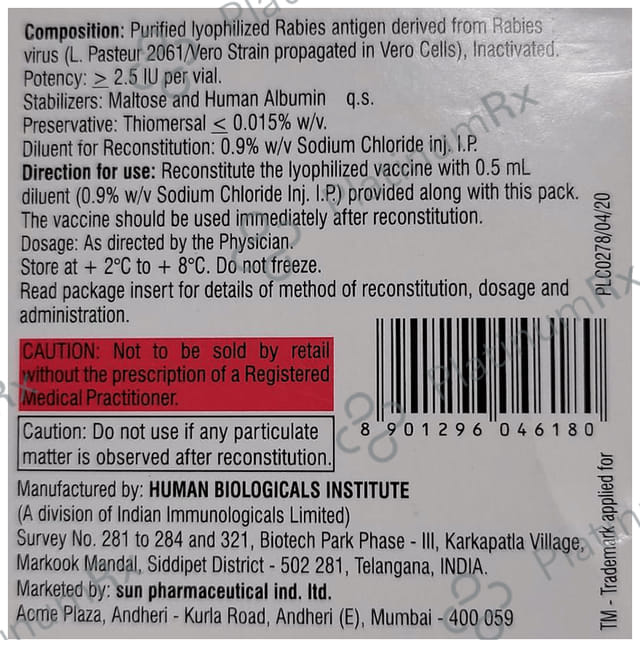 Composition: Purified lyophilized Rabies antigen derived from Rabies
virus (L. Pasteur 2061/Vero Strain propagated in Vero Cells), Inactivated.
Potency: ≥ 2.5 IU per vial.
Stabilizers: Maltose and Human Albumin q.s.
Preservative: Thiomersal ≤ 0.015% w/v.
Diluent for Reconstitution: 0.9% w/v Sodium Chloride inj. I.P.
Direction for use: Reconstitute the lyophilized vaccine with 0.5 mL
diluent (0.9% w/v Sodium Chloride Inj. I.P.) provided along with this pack.
The vaccine should be used immediately after reconstitution.
Dosage: As directed by the Physician.
Store at + 2°C to + 8°C. Do not freeze.
Read package insert for details of method of reconstitution, dosage and
administration.
PLC0278/04/20
CAUTION: Not to be sold by retail
without the prescription of a Registered
Medical Practitioner.
Caution: Do not use if any particulate
matter is observed after reconstitution.
8 901296 046180
Manufactured by: HUMAN BIOLOGICALS INSTITUTE
(A division of Indian Immunologicals Limited)
Survey No. 281 to 284 and 321, Biotech Park Phase - III, Karkapatla Village,
Markook Mandal, Siddipet District - 502 281, Telangana, INDIA.
Marketed by: sun pharmaceutical ind. ltd.
Acme Plaza, Andheri - Kurla Road, Andheri (E), Mumbai - 400 059
TM - Trademark applied for
PlatinumRx
PlatinumRx
PlatinumRx
PlatinumRx